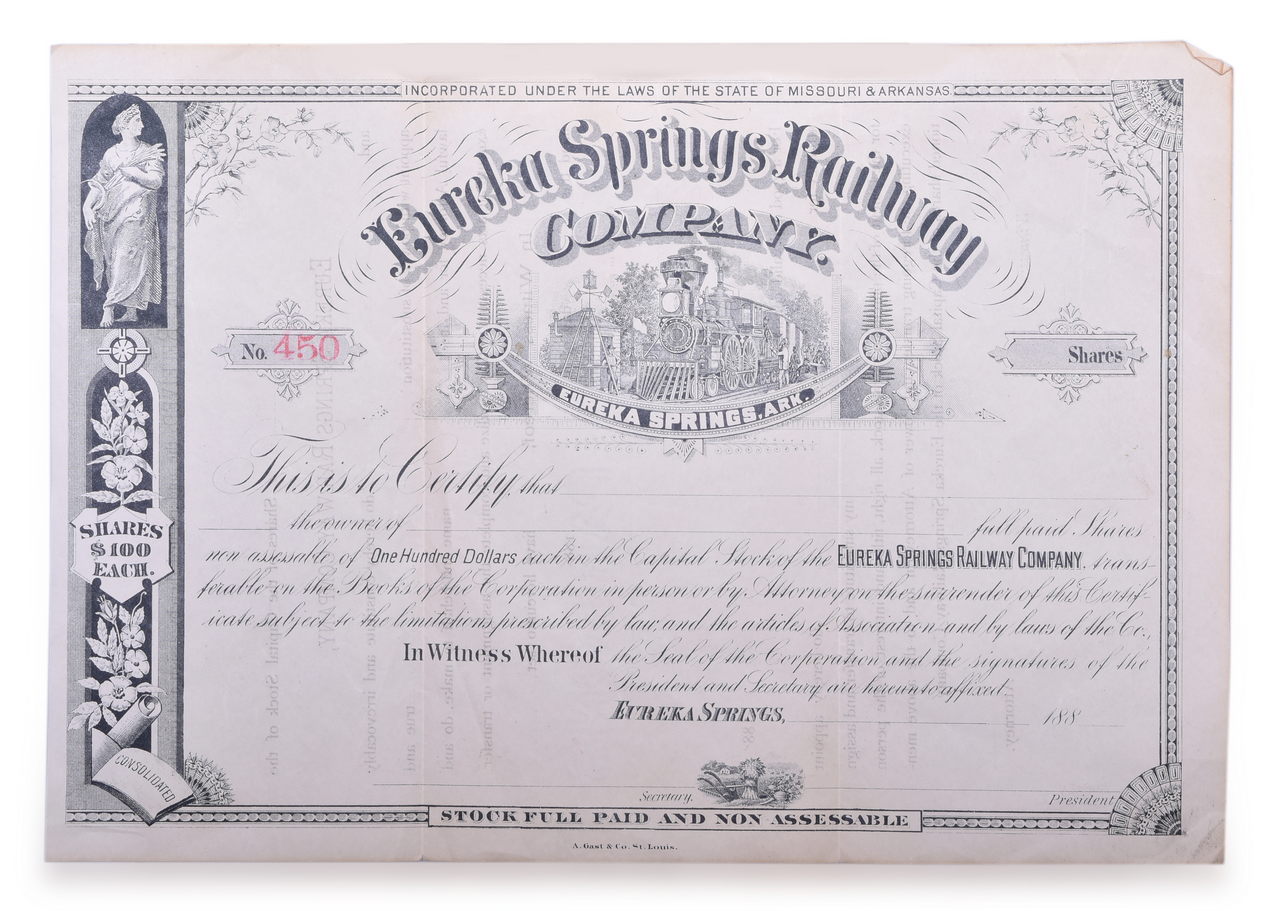 INCORPORATED UNDER THE LAWS OF THE STATE OF MISSOURI & ARKANSAS.
Eureka Springs Railway
COMPANY.
No. 450
Shares
EUREKA SPRINGS, ARK.
This is to Certify, that
the owner of full paid Shares
non assessable of One Hundred Dollars each in the Capital Stock of the EUREKA SPRINGS RAILWAY COMPANY. trans-
ferable on the Books of the Corporation in person or by Attorney on the surrender of this Certif-
icate subject to the limitations prescribed by law, and the articles of Association and by laws of the Co.,
In Witness Whereof the Seal of the Corporation and the signatures of the
President and Secretary are hereunto affixed.
EUREKA SPRINGS, 188
SHARES
$100
EACH.
CONSOLIDATED
Secretary.
President
STOCK FULL PAID AND NON ASSESSABLE
A. Gast & Co. St. Louis.